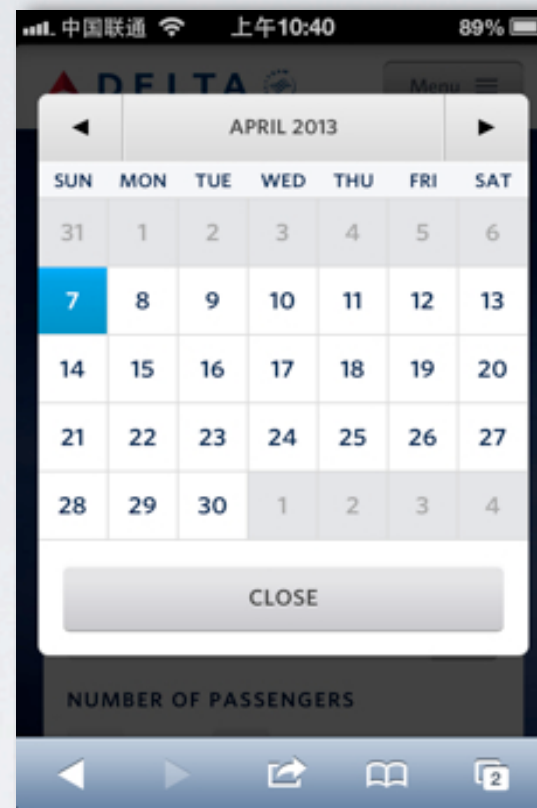 中国联通 上午10:40 89%
DELTA Menu
APRIL 2013
SUN MON TUE WED THU FRI SAT
31 1 2 3 4 5 6
7 8 9 10 11 12 13
14 15 16 17 18 19 20
21 22 23 24 25 26 27
28 29 30 1 2 3 4
CLOSE
NUMBER OF PASSENGERS
2